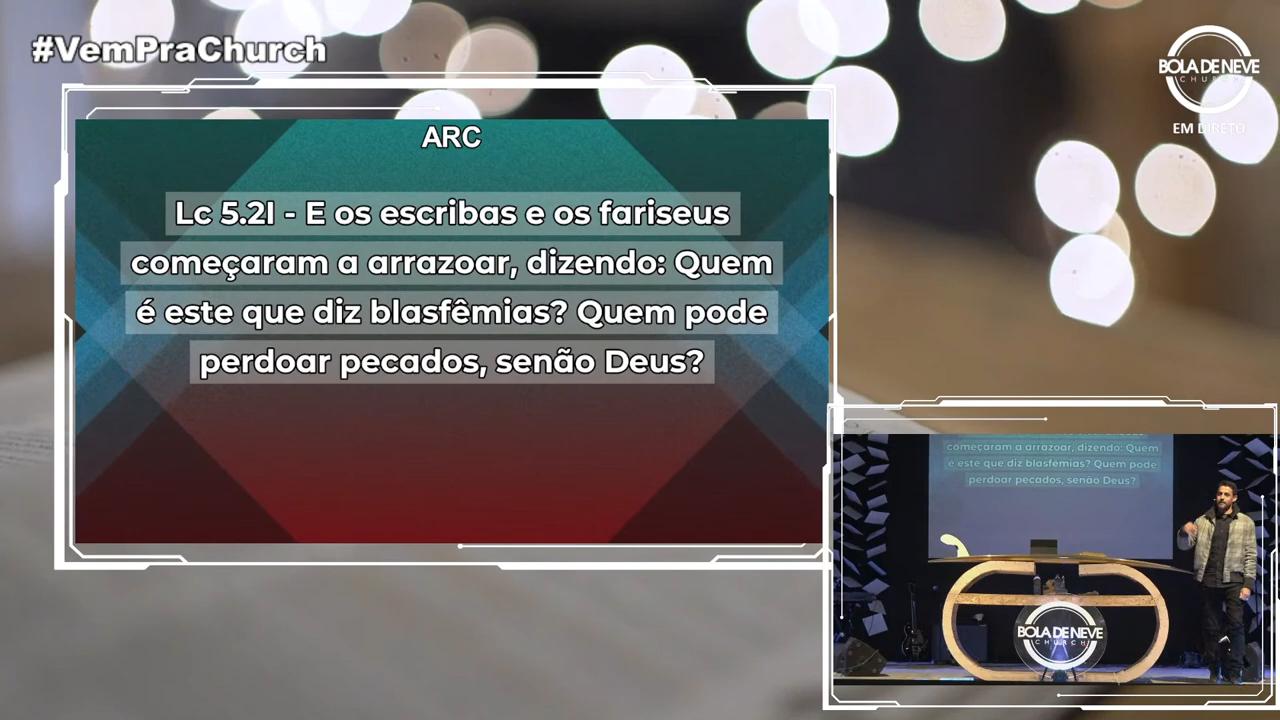 #VemPraChurch
BOLA DE NEVE
CHURCH
EM DIRETO
ARC
Lc 5.2I - E os escribas e os fariseus
começaram a arrazoar, dizendo: Quem
é este que diz blasfêmias? Quem pode
perdoar pecados, senão Deus?
começaram a arrazoar, dizendo: Quem
é este que diz blasfêmias? Quem pode
perdoar pecados, senão Deus?
BOLA DE NEVE
CHURCH